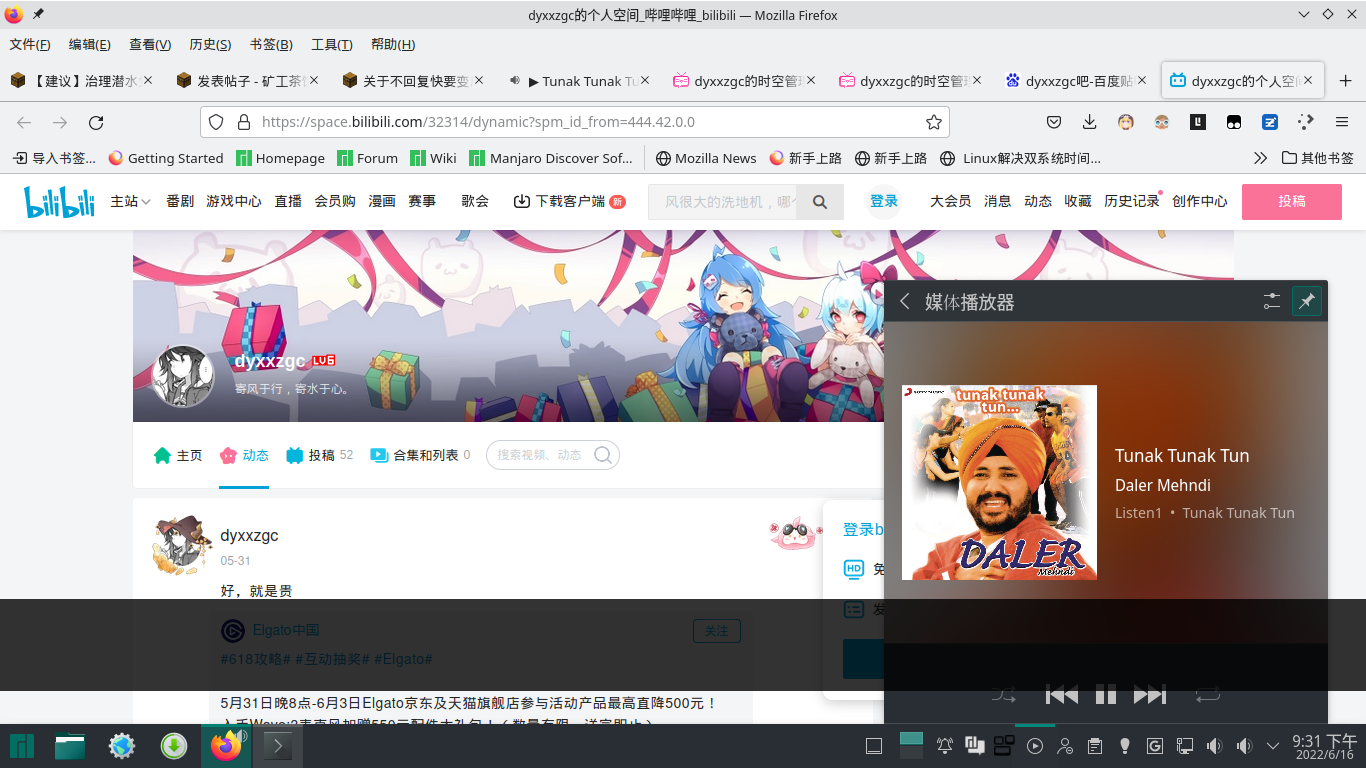 dyxxzgc的个人空间_哔哩哔哩_bilibili — Mozilla Firefox
文件(F) 编辑(E) 查看(V) 历史(S) 书签(B) 工具(T) 帮助(H)
【建议】治理潜水 发表帖子 - 矿工茶馆 关于不回复快要变 ▶ Tunak Tunak Tu dyxxzgc的时空管理 dyxxzgc的时空管理 dyxxzgc吧-百度贴 dyxxzgc的个人空间
https://space.bilibili.com/32314/dynamic?spm_id_from=444.42.0.0
导入书签... Getting Started Homepage Forum Wiki Manjaro Discover Sof... Mozilla News 新手上路 新手上路 Linux解决双系统时间... 其他书签
bilibili 主站 番剧 游戏中心 直播 会员购 漫画 赛事 歌会 下载客户端 新 风很大的洗地机，哪 登录 大会员 消息 动态 收藏 历史记录 创作中心 投稿
dyxxzgc LV6
寄风于行，寄水于心。
主页 动态 投稿 52 合集和列表 0 搜索视频、动态
dyxxzgc
05-31
好，就是贵
Elgato中国 关注
#618攻略# #互动抽奖# #Elgato#
5月31日晚8点-6月3日Elgato京东及天猫旗舰店参与活动产品最高直降500元！
登录b
HD 免
发
媒体播放器
tunak tunak
tun...
DALER
Mehndi
Tunak Tunak Tun
Daler Mehndi
Listen1 • Tunak Tunak Tun
9:31 下午
2022/6/16